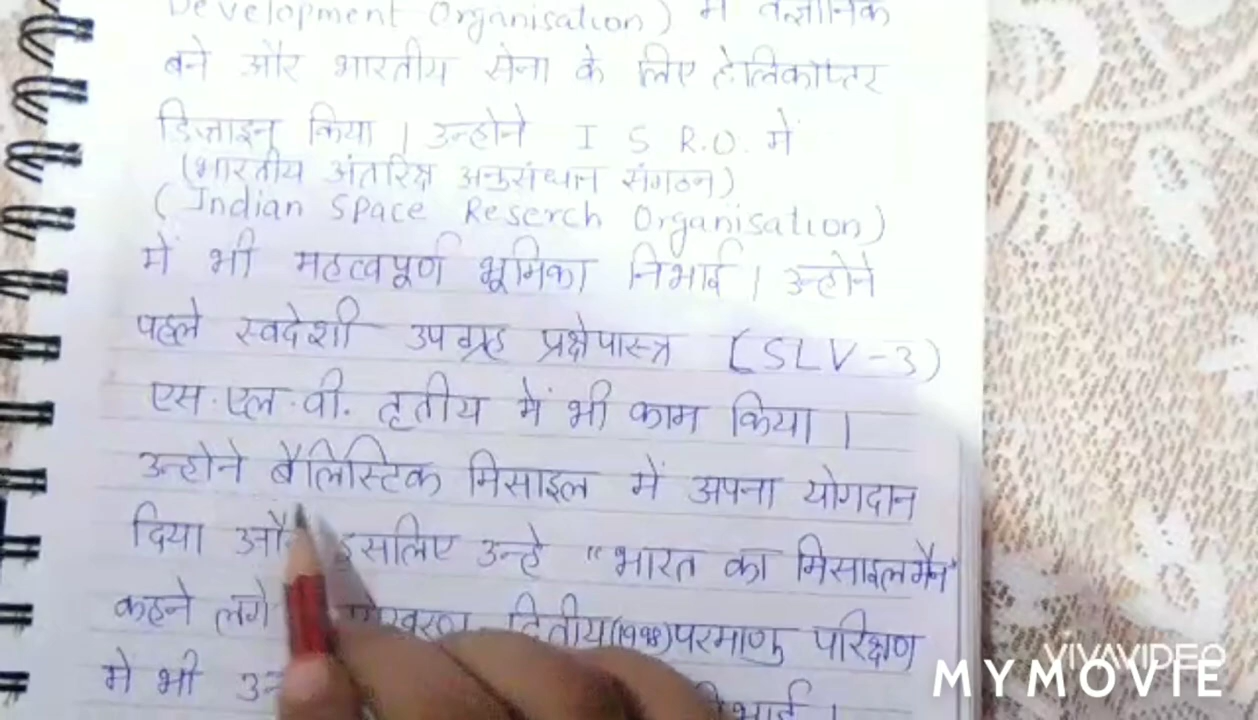 Development Organisation) में वैज्ञानिक
बने और भारतीय सेना के लिए हेलिकॉप्टर
डिजाइन किया । उन्होने I S R.O. में
(भारतीय अंतरिक्ष अनुसंधान संगठन)
(Indian Space Reserch Organisation)
में भी महत्वपूर्ण भूमिका निभाई । उन्होने
पहले स्वदेशी उपग्रह प्रक्षेपास्त्र (SLV-3)
एस.एल.वी. तृतीय में भी काम किया ।
उन्होने बैलिस्टिक मिसाइल में अपना योगदान
दिया और इसलिए उन्हे "भारत का मिसाइलमैन"
कहने लगे द्वितीय(1998)परमाणु परिक्षण
मे भी निभाई ।
VIVAVIDEO
MYMOVIE